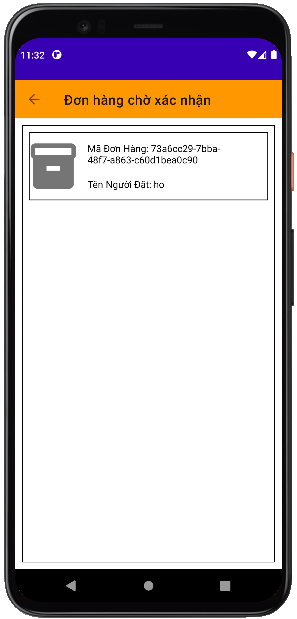 11:32
Đơn hàng chờ xác nhận
Mã Đơn Hàng: 73a6cc29-7bba-
48f7-a863-c60d1bea0c90
Tên Người Đặt: ho